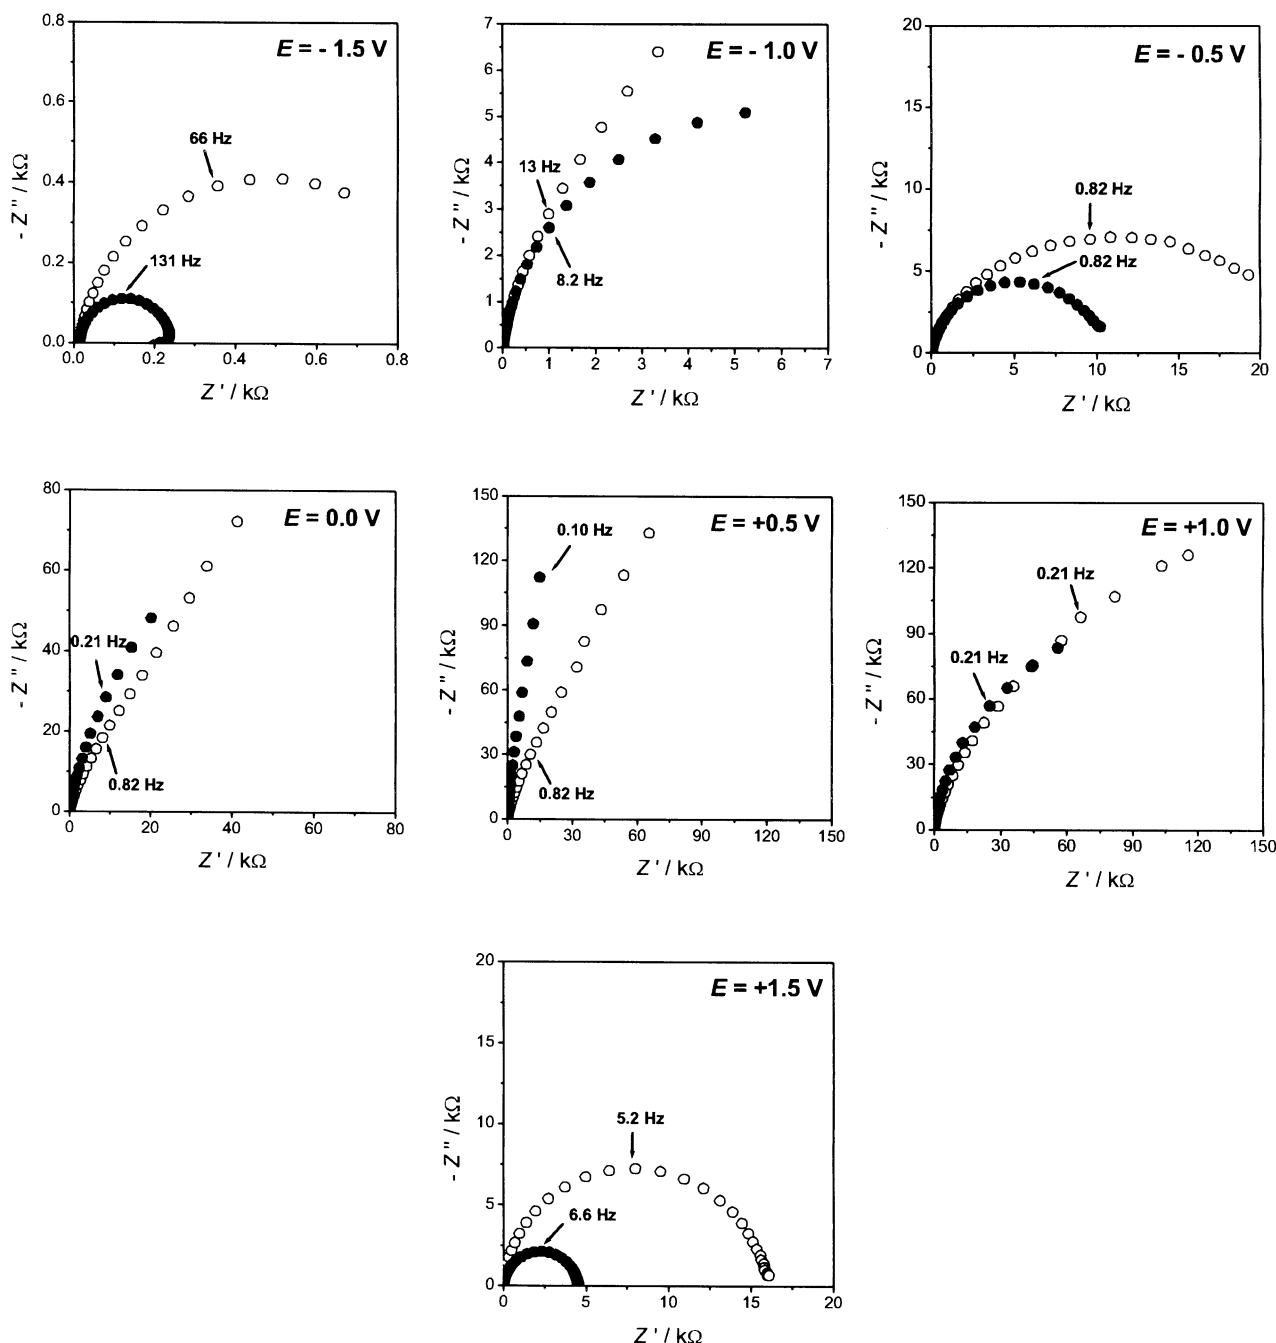 0.8
E = - 1.5 V
0.6
66 Hz
0.4
- Z '' / kΩ
131 Hz
0.2
0.0
0.0 0.2 0.4 0.6 0.8
Z ' / kΩ
7
E = - 1.0 V
6
5
4
13 Hz
- Z '' / kΩ
3
8.2 Hz
2
1
0
0 1 2 3 4 5 6 7
Z ' / kΩ
20
E = - 0.5 V
15
10
0.82 Hz
- Z '' / kΩ
0.82 Hz
5
0
0 5 10 15 20
Z ' / kΩ
80
E = 0.0 V
60
- Z '' / kΩ
40
0.21 Hz
20
0.82 Hz
0
0 20 40 60 80
Z ' / kΩ
150
E = +0.5 V
0.10 Hz
120
90
- Z '' / kΩ
60
30
0.82 Hz
0
0 30 60 90 120 150
Z ' / kΩ
150
E = +1.0 V
120
0.21 Hz
90
- Z '' / kΩ
0.21 Hz
60
30
0
0 30 60 90 120 150
Z ' / kΩ
20
E = +1.5 V
15
10
5.2 Hz
- Z '' / kΩ
5
6.6 Hz
0
0 5 10 15 20
Z ' / kΩ